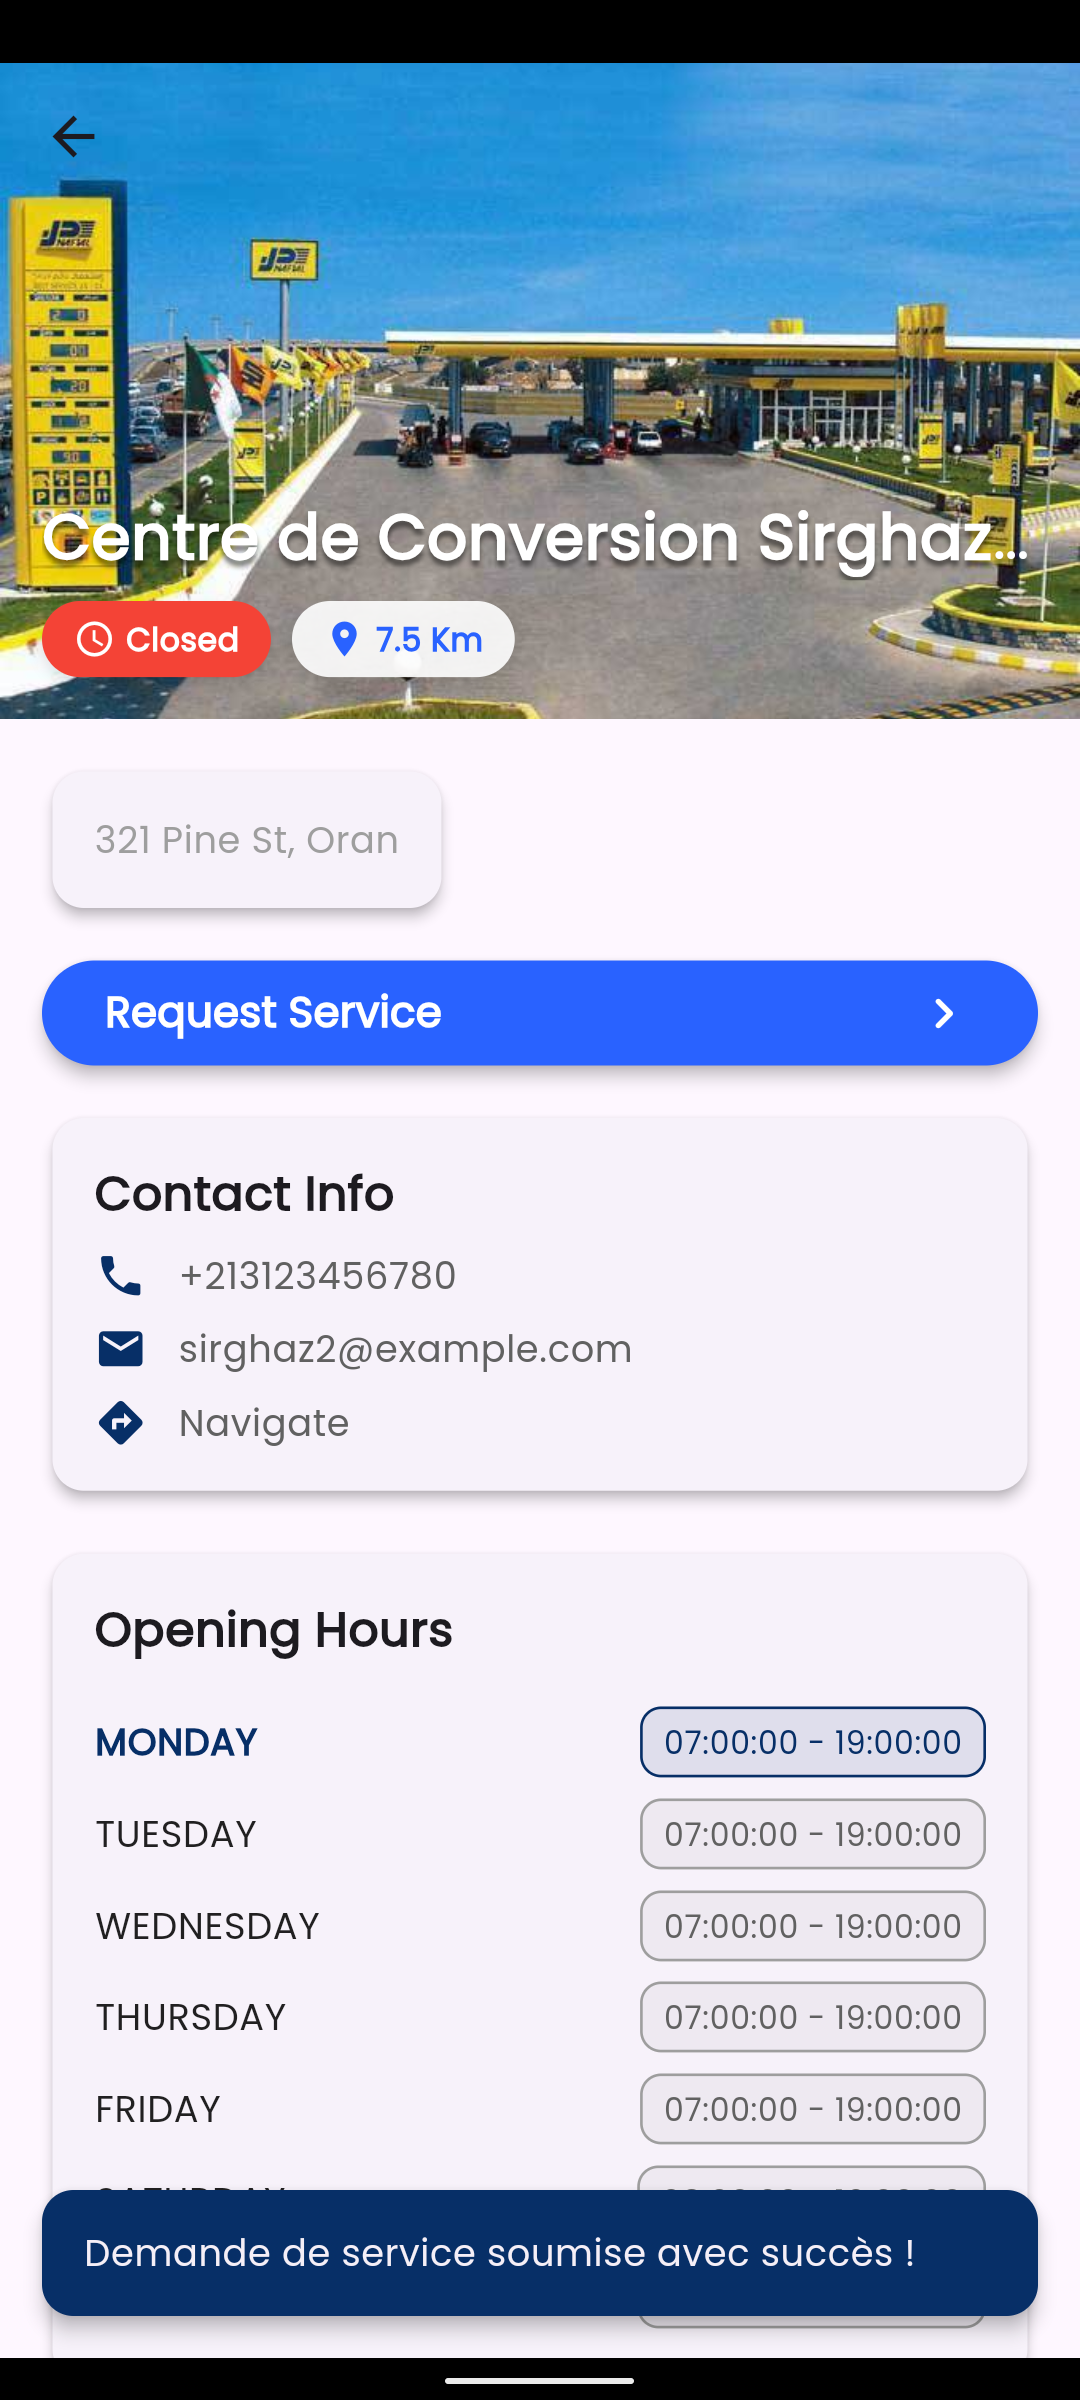 NAFTAL
NAFTAL
Centre de Conversion Sirghaz...
Closed
7.5 Km
321 Pine St, Oran
Request Service
Contact Info
+213123456780
sirghaz2@example.com
Navigate
Opening Hours
MONDAY 07:00:00 - 19:00:00
TUESDAY 07:00:00 - 19:00:00
WEDNESDAY 07:00:00 - 19:00:00
THURSDAY 07:00:00 - 19:00:00
FRIDAY 07:00:00 - 19:00:00
SATURDAY
Demande de service soumise avec succès !